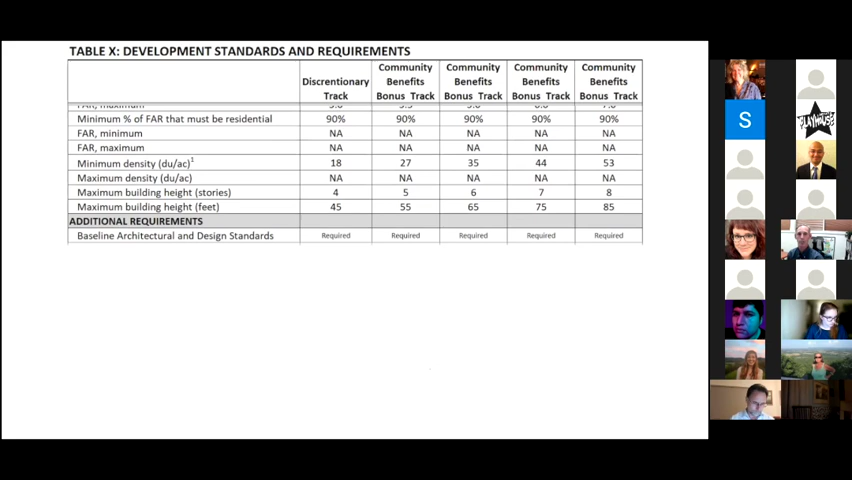 TABLE X: DEVELOPMENT STANDARDS AND REQUIREMENTS
Discretionary Track Community Benefits Bonus Track Community Benefits Bonus Track Community Benefits Bonus Track Community Benefits Bonus Track
Minimum % of FAR that must be residential 90% 90% 90% 90% 90%
FAR, minimum NA NA NA NA NA
FAR, maximum NA NA NA NA NA
Minimum density (du/ac)1 18 27 35 44 53
Maximum density (du/ac) NA NA NA NA NA
Maximum building height (stories) 4 5 6 7 8
Maximum building height (feet) 45 55 65 75 85
ADDITIONAL REQUIREMENTS
Baseline Architectural and Design Standards Required Required Required Required Required
S
PLAYHOUSE